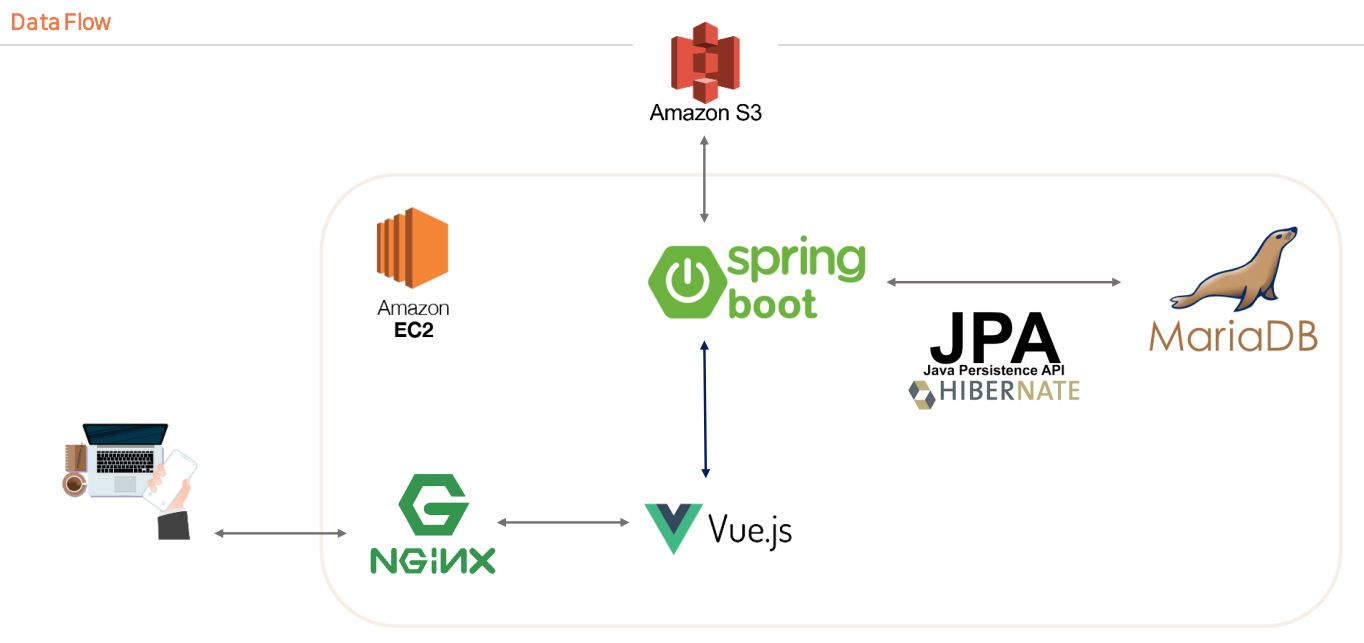 Data Flow
Amazon S3
Amazon
EC2
spring
boot
JPA
Java Persistence API
HIBERNATE
MariaDB
NGiNX
Vue.js